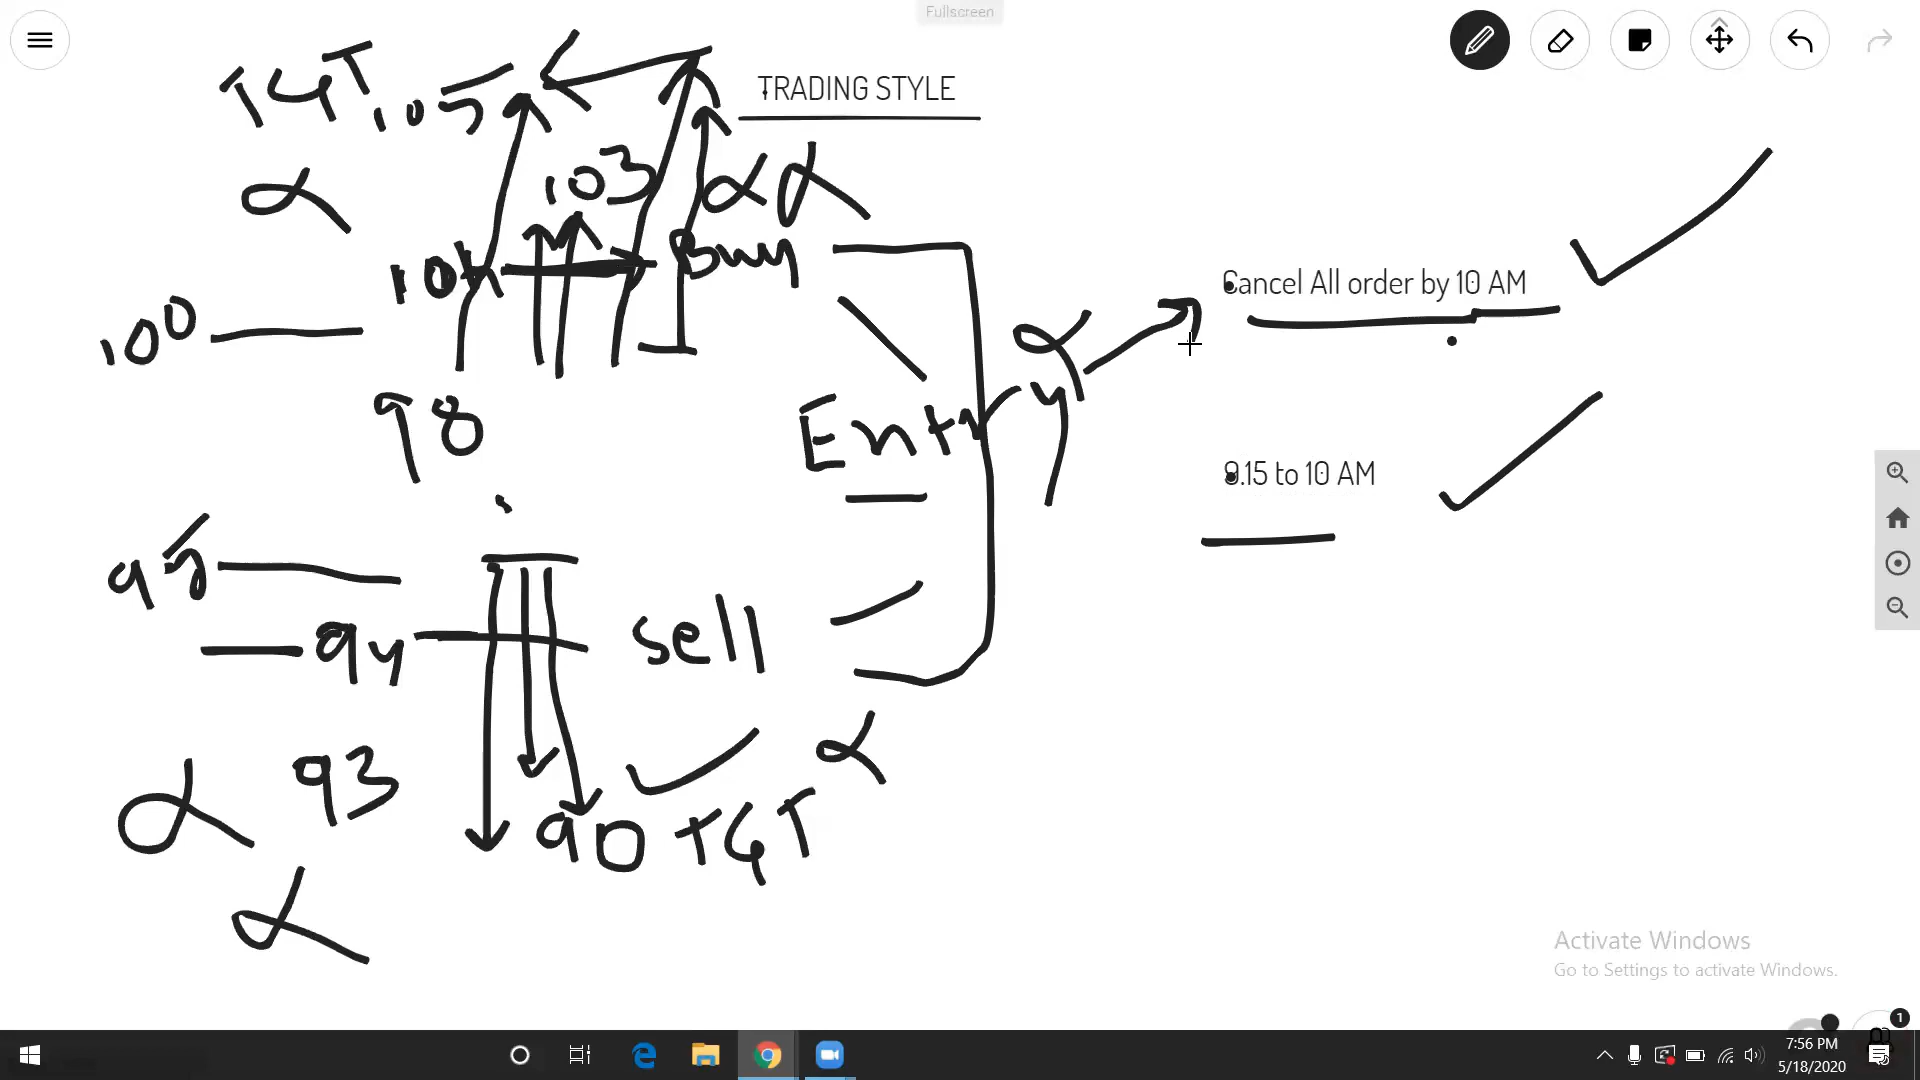 Fullscreen
TRADING STYLE
TGT 105
103
Buy
100
98
Entry
Cancel All order by 10 AM
9.15 to 10 AM
95
94
sell
93
90 TGT
Activate Windows
Go to Settings to activate Windows.
1
7:56 PM
5/18/2020